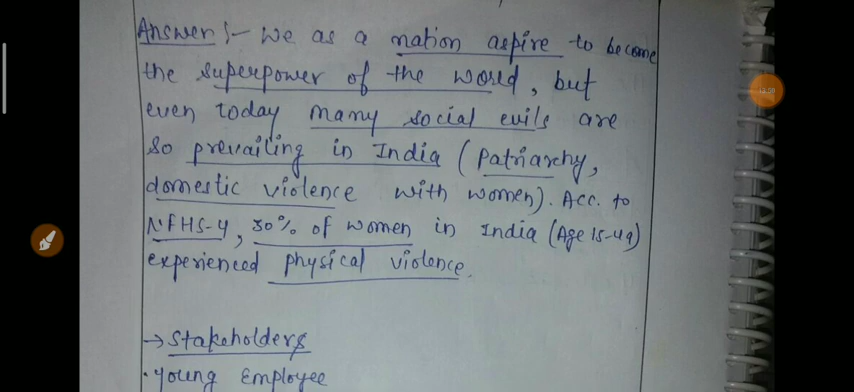 Answer :- We as a nation aspire to become
the superpower of the world, but
even today many social evils are
so prevailing in India (Patriarchy,
domestic violence with women). Acc. to
NFHS-4, 30% of women in India (Age 15-49)
experienced physical violence.
→ Stakeholders
• Young Employee